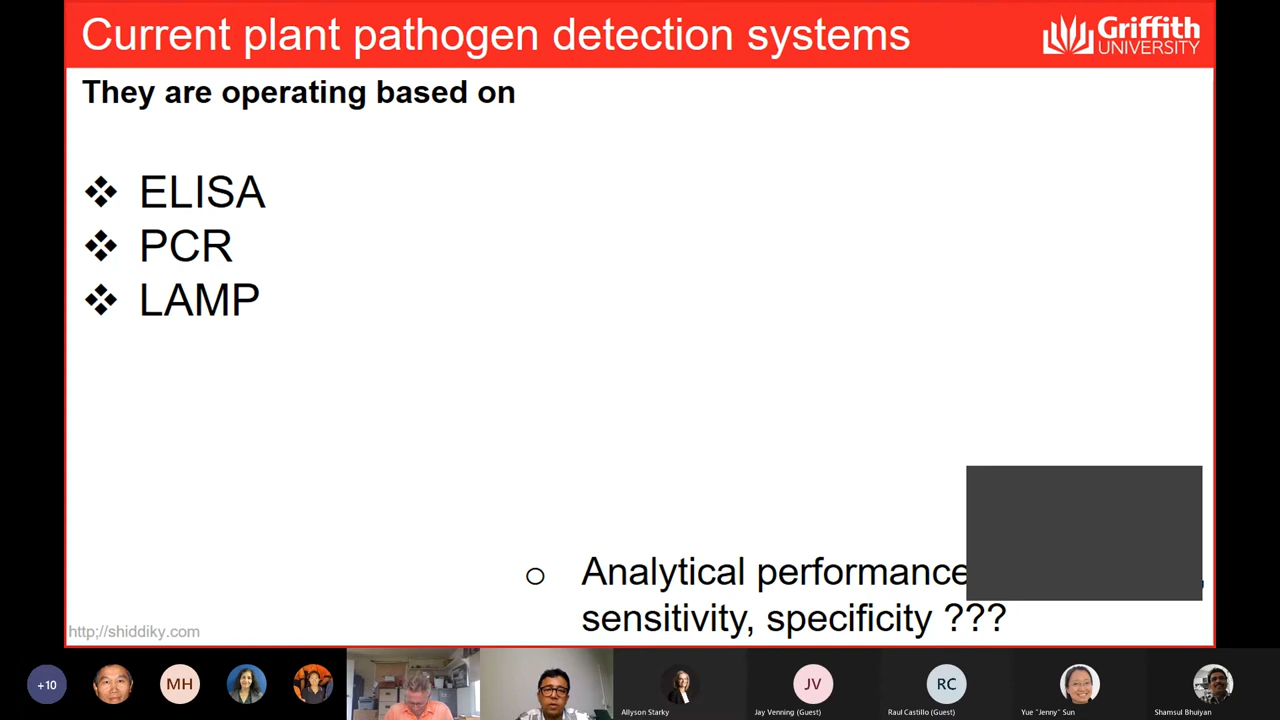 Current plant pathogen detection systems
Griffith
UNIVERSITY
They are operating based on
❖ ELISA
❖ PCR
❖ LAMP
o Analytical performance
sensitivity, specificity ???
http;//shiddiky.com
+10
MH
Allyson Starky
JV
Jay Venning (Guest)
RC
Raul Castillo (Guest)
Yue "Jenny" Sun
Shamsul Bhuiyan